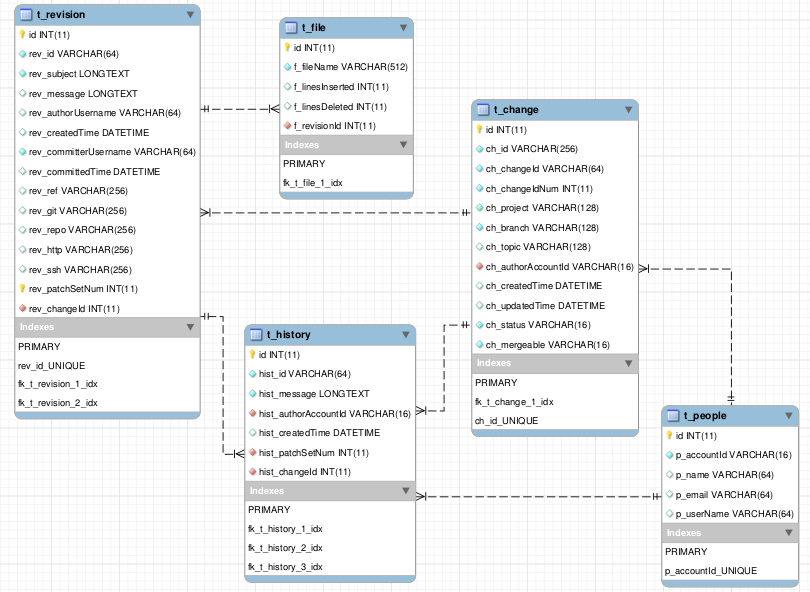 t_revision
id INT(11)
rev_id VARCHAR(64)
rev_subject LONGTEXT
rev_message LONGTEXT
rev_authorUsername VARCHAR(64)
rev_createdTime DATETIME
rev_committerUsername VARCHAR(64)
rev_committedTime DATETIME
rev_ref VARCHAR(256)
rev_git VARCHAR(256)
rev_repo VARCHAR(256)
rev_http VARCHAR(256)
rev_ssh VARCHAR(256)
rev_patchSetNum INT(11)
rev_changeId INT(11)
Indexes
PRIMARY
rev_id_UNIQUE
fk_t_revision_1_idx
fk_t_revision_2_idx
t_file
id INT(11)
f_fileName VARCHAR(512)
f_linesInserted INT(11)
f_linesDeleted INT(11)
f_revisionId INT(11)
Indexes
PRIMARY
fk_t_file_1_idx
t_change
id INT(11)
ch_id VARCHAR(256)
ch_changeId VARCHAR(64)
ch_changeIdNum INT(11)
ch_project VARCHAR(128)
ch_branch VARCHAR(128)
ch_topic VARCHAR(128)
ch_authorAccountId VARCHAR(16)
ch_createdTime DATETIME
ch_updatedTime DATETIME
ch_status VARCHAR(16)
ch_mergeable VARCHAR(16)
Indexes
PRIMARY
fk_t_change_1_idx
ch_id_UNIQUE
t_history
id INT(11)
hist_id VARCHAR(64)
hist_message LONGTEXT
hist_authorAccountId VARCHAR(16)
hist_createdTime DATETIME
hist_patchSetNum INT(11)
hist_changeId INT(11)
Indexes
PRIMARY
fk_t_history_1_idx
fk_t_history_2_idx
fk_t_history_3_idx
t_people
id INT(11)
p_accountId VARCHAR(16)
p_name VARCHAR(64)
p_email VARCHAR(64)
p_userName VARCHAR(64)
Indexes
PRIMARY
p_accountId_UNIQUE